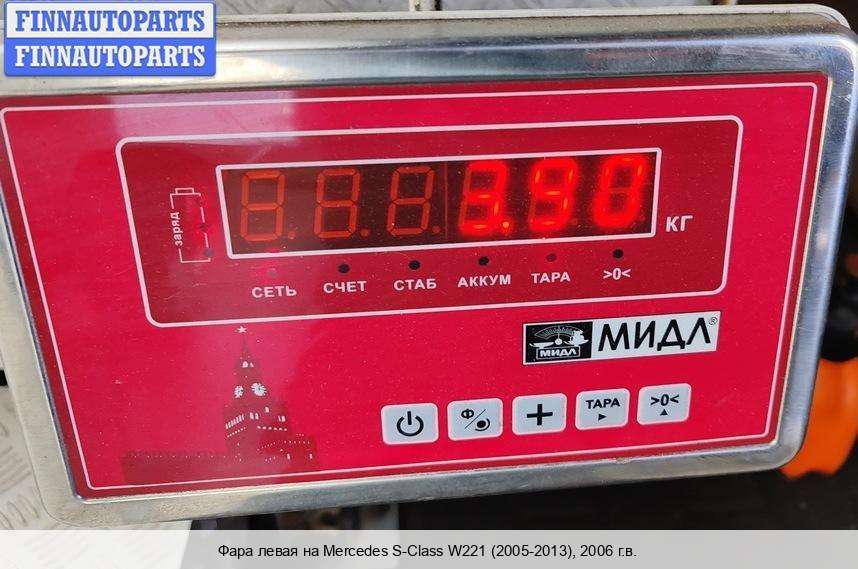 FINNAUTOPARTS
FINNAUTOPARTS
заряд
3.90
КГ
СЕТЬ СЧЕТ СТАБ АККУМ ТАРА >0<
МИДЛ МИДЛ®
Ф ТАРА >0<
Фара левая на Mercedes S-Class W221 (2005-2013), 2006 г.в.